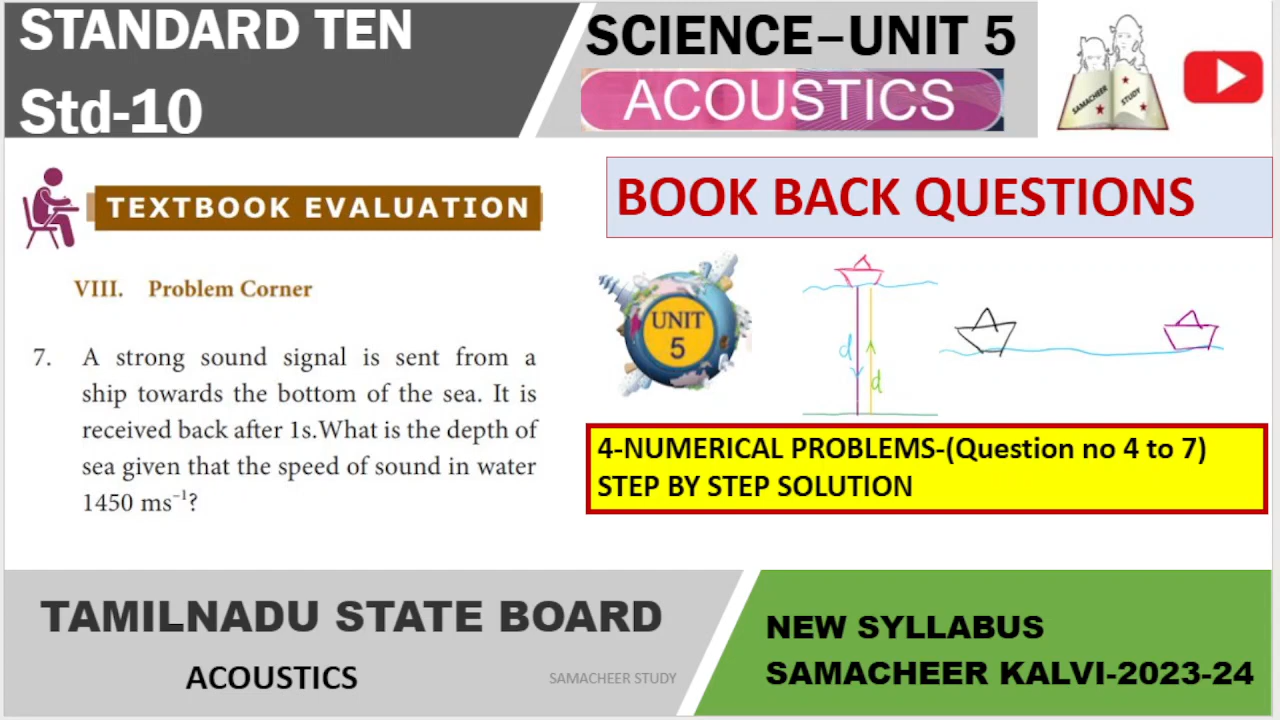 STANDARD TEN
Std-10
SCIENCE–UNIT 5
ACOUSTICS
SAMACHEER STUDY
TEXTBOOK EVALUATION
BOOK BACK QUESTIONS
VIII. Problem Corner
7. A strong sound signal is sent from a
ship towards the bottom of the sea. It is
received back after 1s.What is the depth of
sea given that the speed of sound in water
1450 ms⁻¹?
UNIT
5
d
d
4-NUMERICAL PROBLEMS-(Question no 4 to 7)
STEP BY STEP SOLUTION
TAMILNADU STATE BOARD
ACOUSTICS
SAMACHEER STUDY
NEW SYLLABUS
SAMACHEER KALVI-2023-24